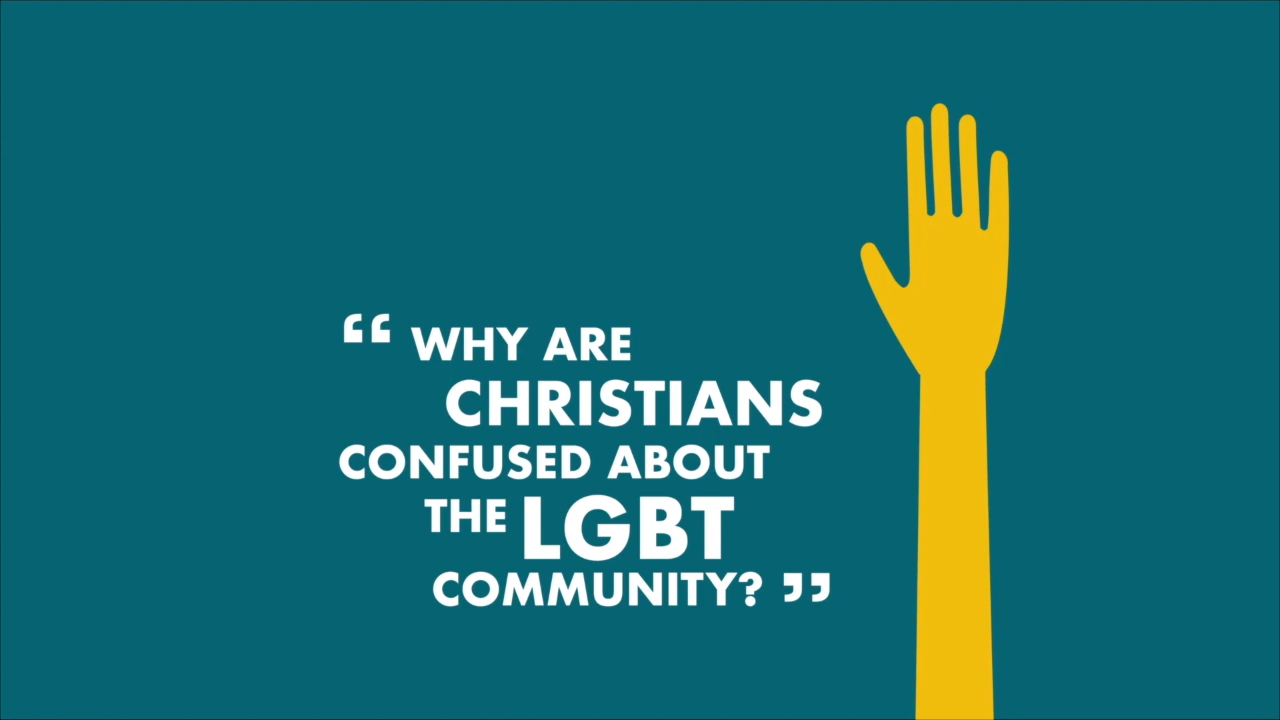 “ WHY ARE
CHRISTIANS
CONFUSED ABOUT
THE LGBT
COMMUNITY? ”